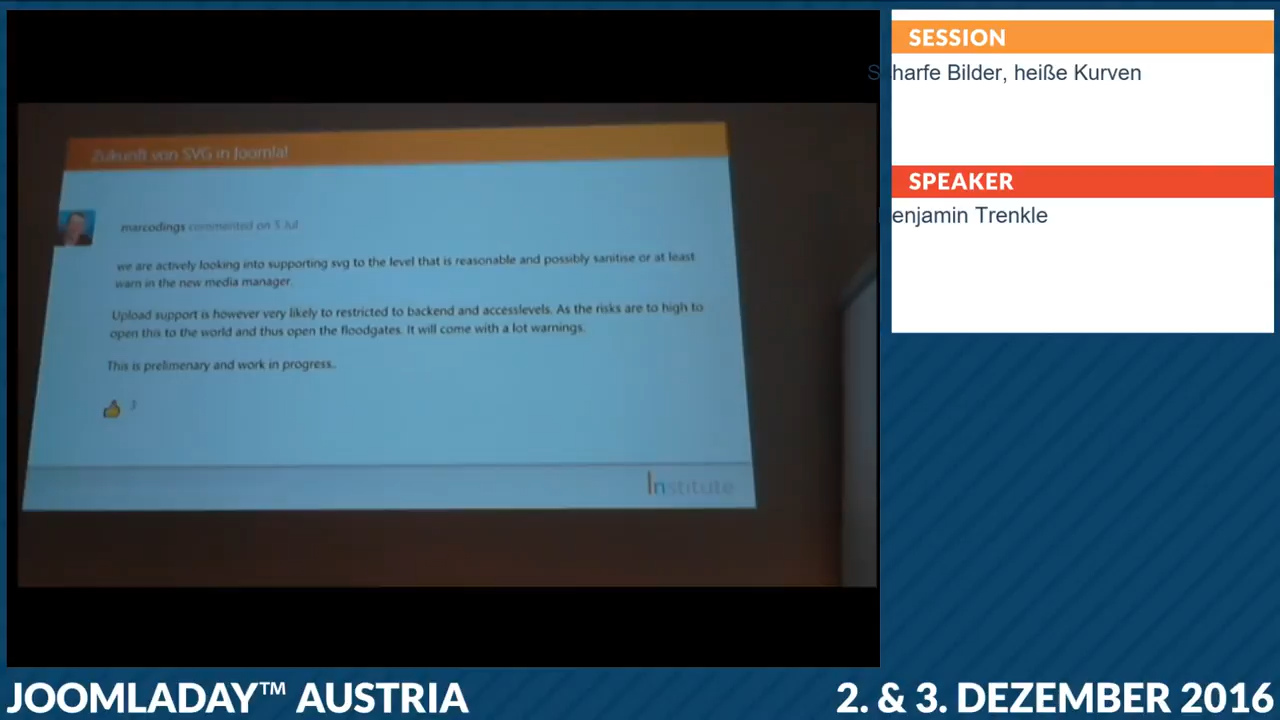 SESSION
Scharfe Bilder, heiße Kurven
SPEAKER
enjamin Trenkle
Zukunft von SVG in Joomla!
marcodings commented on 5 Jul
we are actively looking into supporting svg to the level that is reasonable and possibly sanitise or at least
warn in the new media manager.
Upload support is however very likely to restricted to backend and accesslevels. As the risks are to high to
open this to the world and thus open the floodgates. It will come with a lot warnings.
This is prelimenary and work in progress.
3
Institute
JOOMLADAY™ AUSTRIA
2. & 3. DEZEMBER 2016